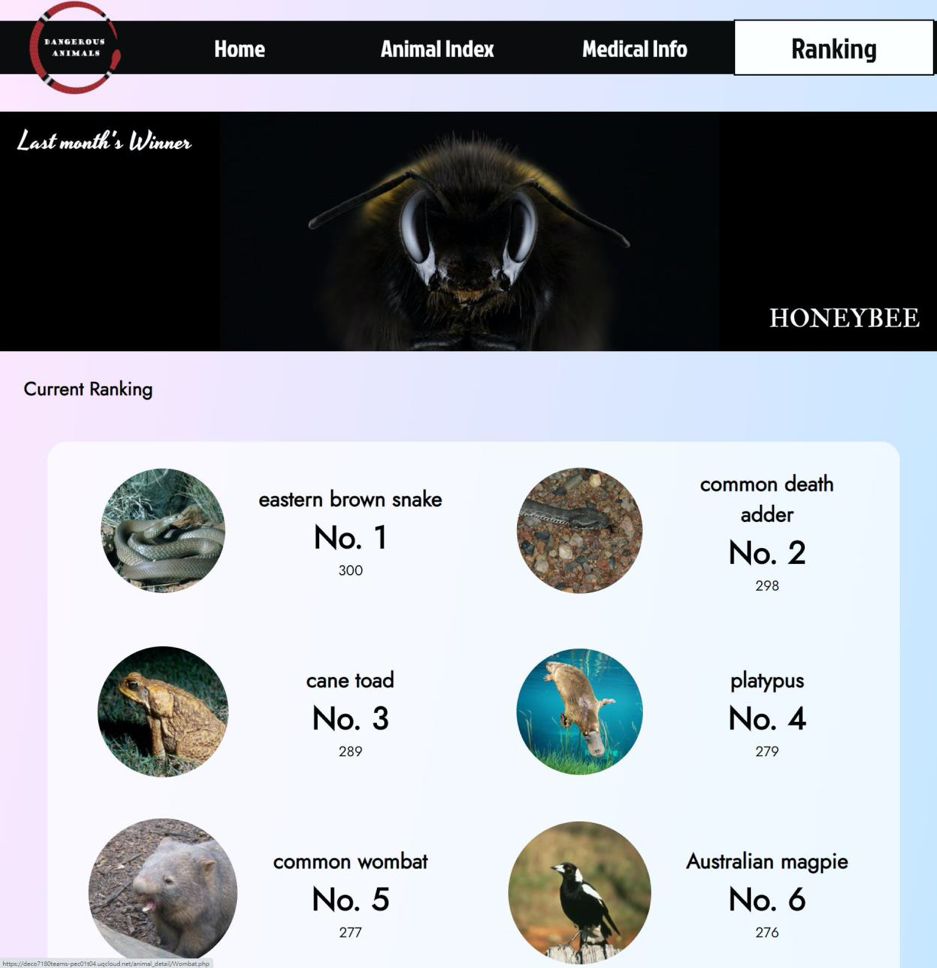 DANGEROUS
ANIMALS
Home
Animal Index
Medical Info
Ranking
Last month's Winner
HONEYBEE
Current Ranking
eastern brown snake
No. 1
300
common death
adder
No. 2
298
cane toad
No. 3
289
platypus
No. 4
279
common wombat
No. 5
277
Australian magpie
No. 6
276
https://deco7180teams-pec01t04.uqcloud.net/animal_detail/Wombat.php